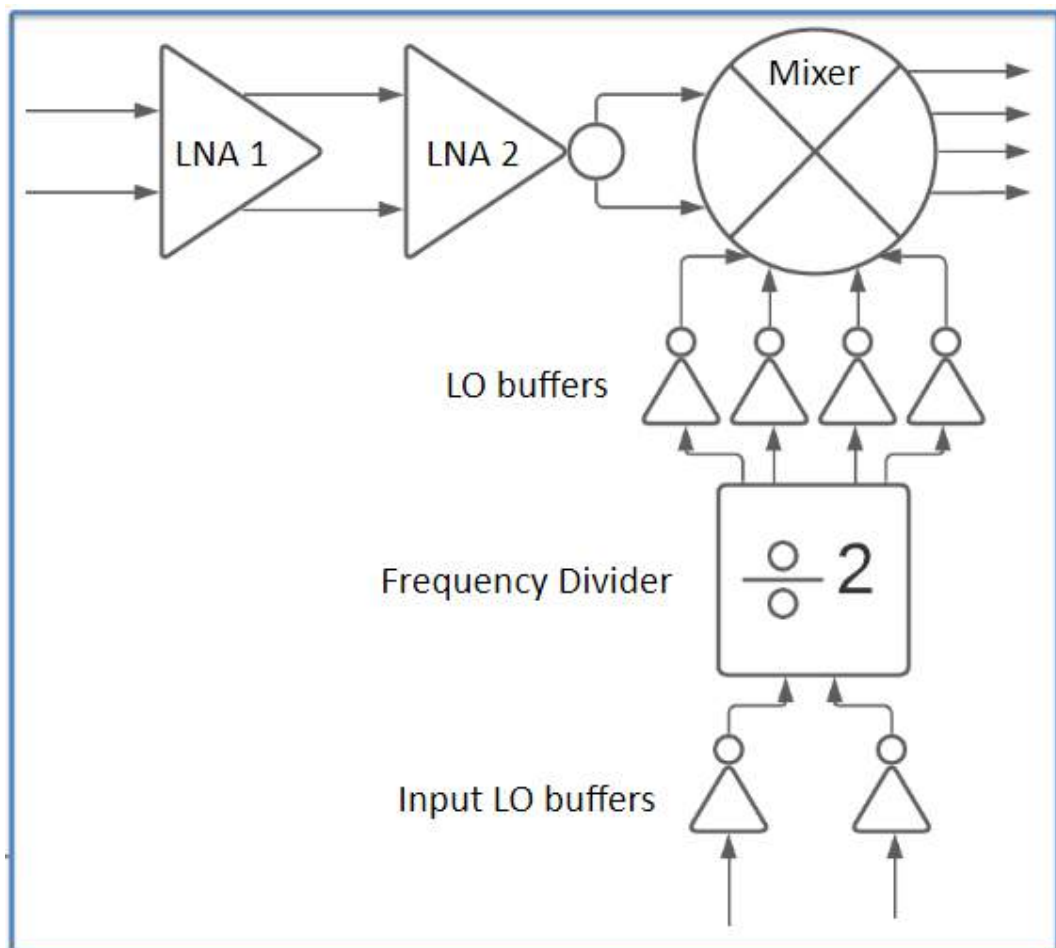 Mixer
LNA 1
LNA 2
LO buffers
÷ 2
Frequency Divider
Input LO buffers